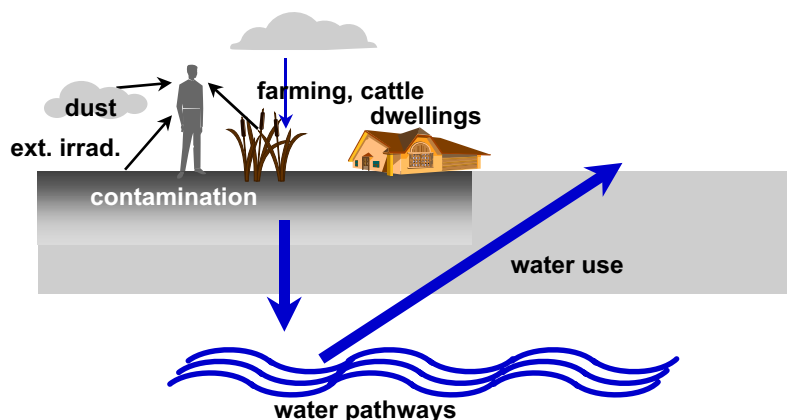 farming, cattle
dust
dwellings
ext. irrad.
contamination
water use
water pathways